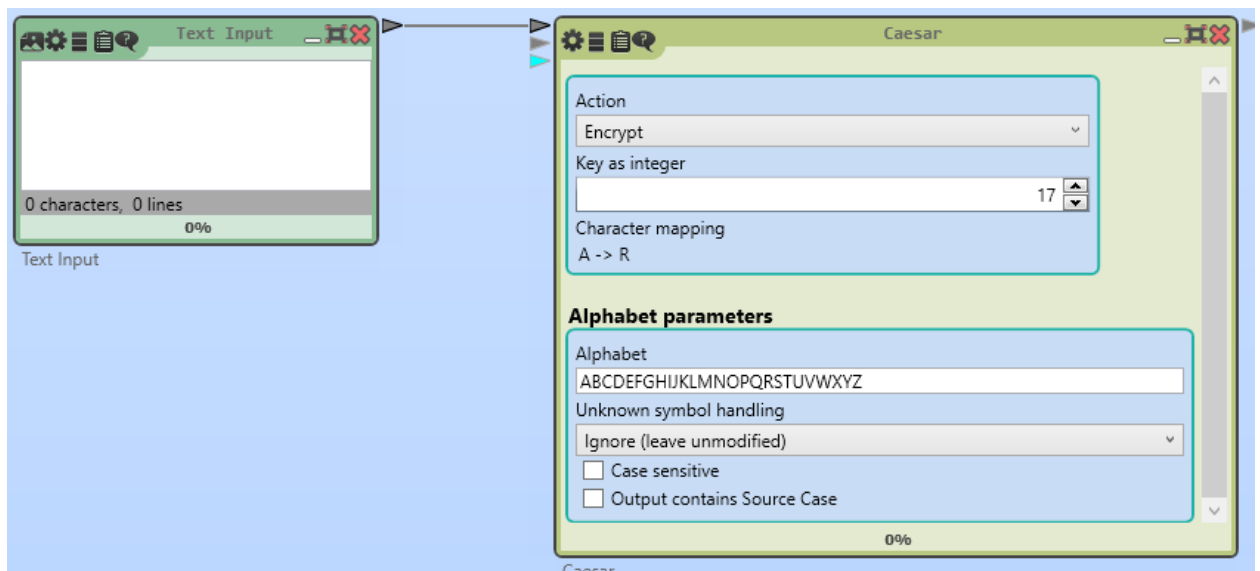 Text Input
0 characters, 0 lines
0%
Text Input
Caesar
Action
Encrypt
Key as integer
17
Character mapping
A -> R
Alphabet parameters
Alphabet
ABCDEFGHIJKLMNOPQRSTUVWXYZ
Unknown symbol handling
Ignore (leave unmodified)
Case sensitive
Output contains Source Case
0%
Caesar